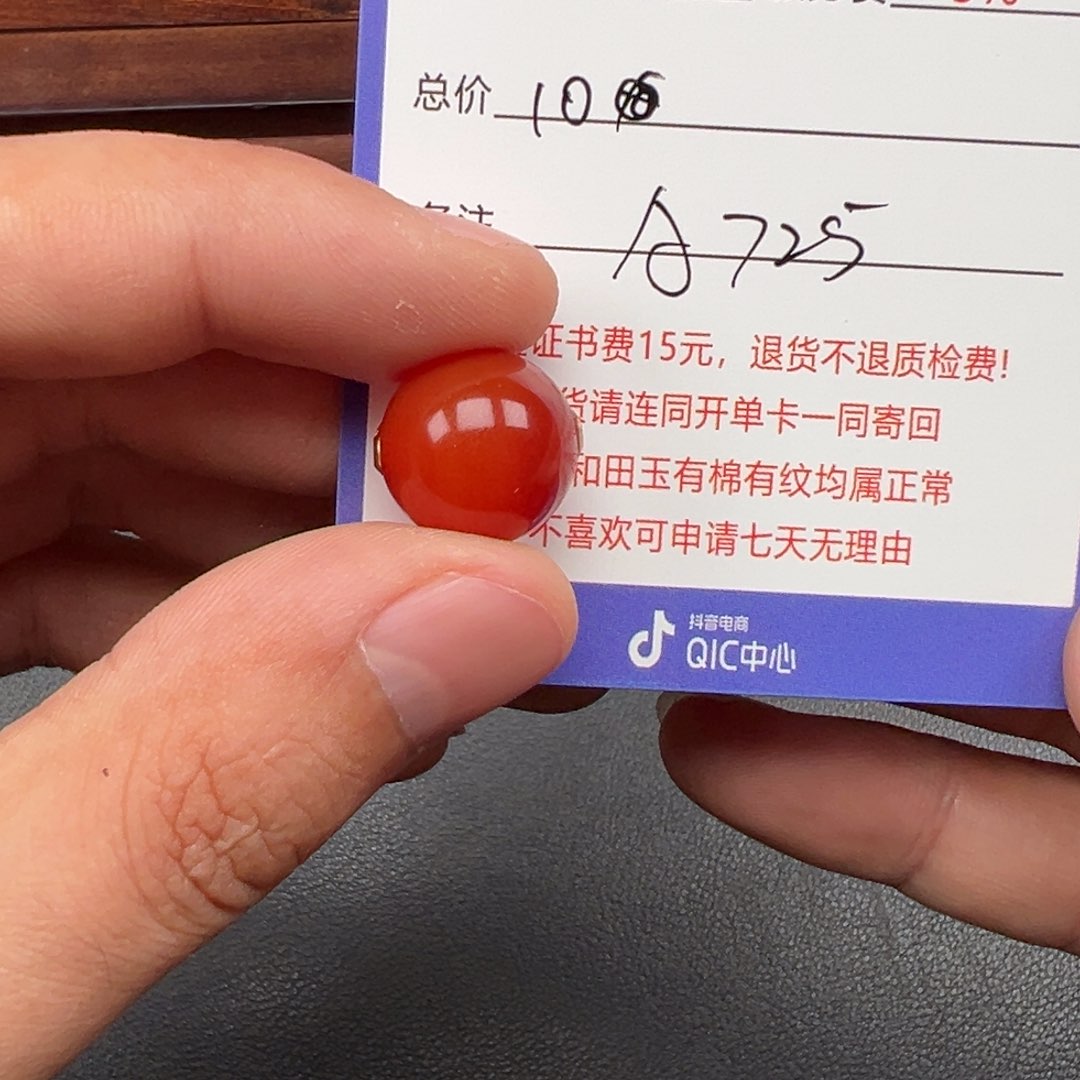 总价 10
备注 A725
证书费15元，退货不退质检费!
货请连同开单卡一同寄回
和田玉有棉有纹均属正常
不喜欢可申请七天无理由
抖音电商
QIC中心